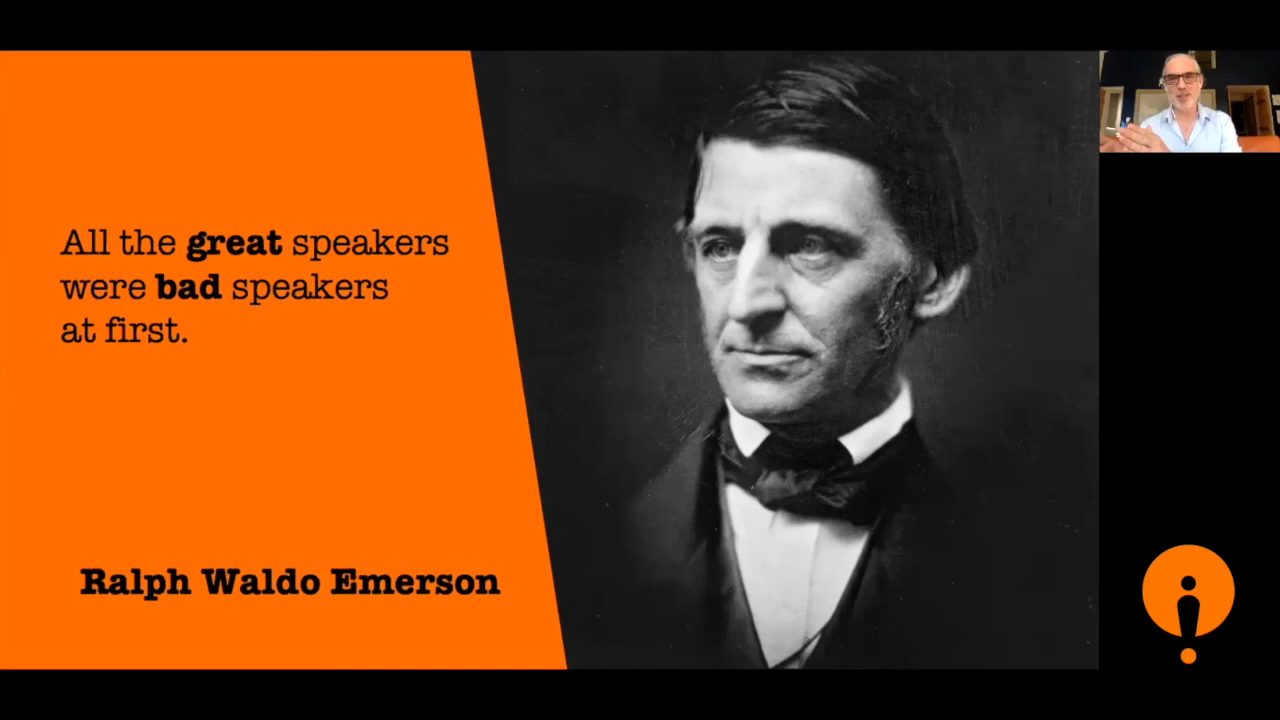 All the great speakers
were bad speakers
at first.
Ralph Waldo Emerson